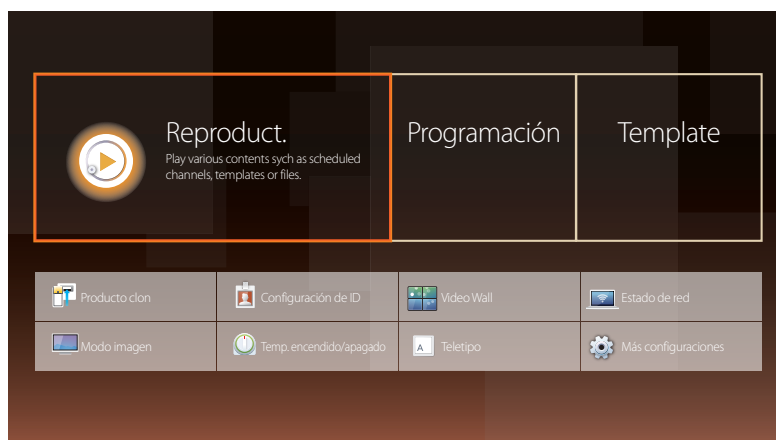 Reproduct.
Play various contents sych as scheduled
channels, templates or files.
Programación
Template
Producto clon
Configuración de ID
Video Wall
Estado de red
Modo imagen
Temp. encendido/apagado
A
Teletipo
Más configuraciones